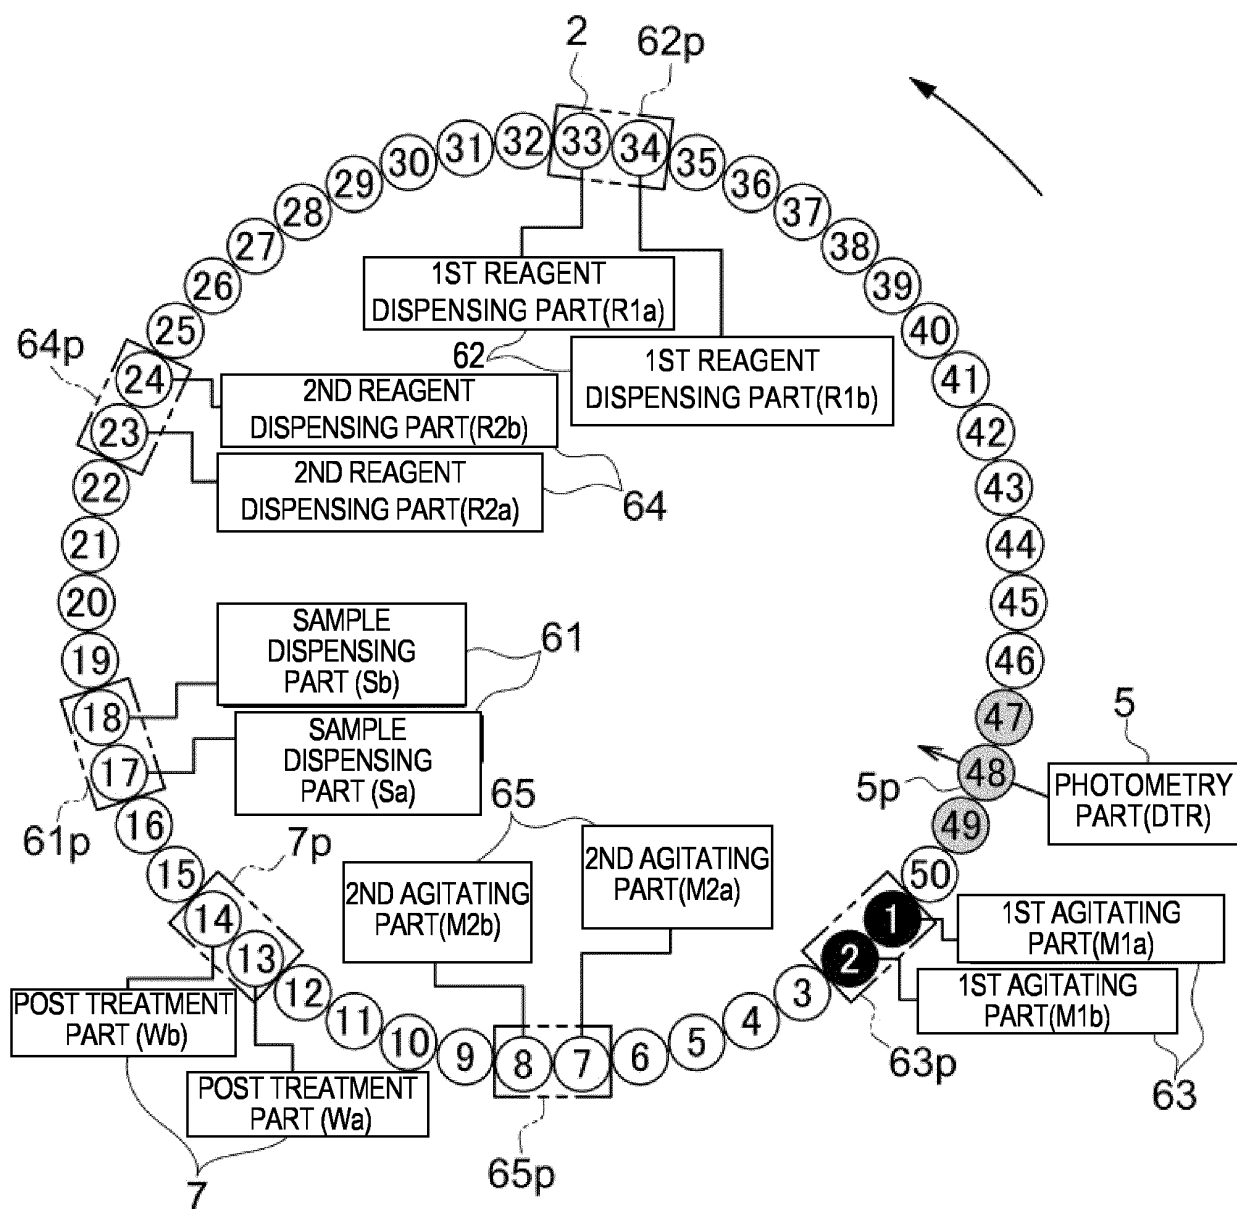 2
62p
32
33
34
31
35
30
36
29
37
28
38
27
39
26
40
25
41
24
42
23
43
22
44
21
45
20
46
19
47
18
48
17
49
16
50
15
1
14
2
13
3
12
4
11
5
10
6
9
7
8
1ST REAGENT
DISPENSING PART(R1a)
62
1ST REAGENT
DISPENSING PART(R1b)
64p
2ND REAGENT
DISPENSING PART(R2b)
2ND REAGENT
DISPENSING PART(R2a)
64
SAMPLE
DISPENSING
PART (Sb)
61
SAMPLE
DISPENSING
PART (Sa)
61p
5
5p
PHOTOMETRY
PART(DTR)
65
7p
2ND AGITATING
PART(M2b)
2ND AGITATING
PART(M2a)
1ST AGITATING
PART(M1a)
1ST AGITATING
PART(M1b)
63p
63
POST TREATMENT
PART (Wb)
POST TREATMENT
PART (Wa)
7
65p